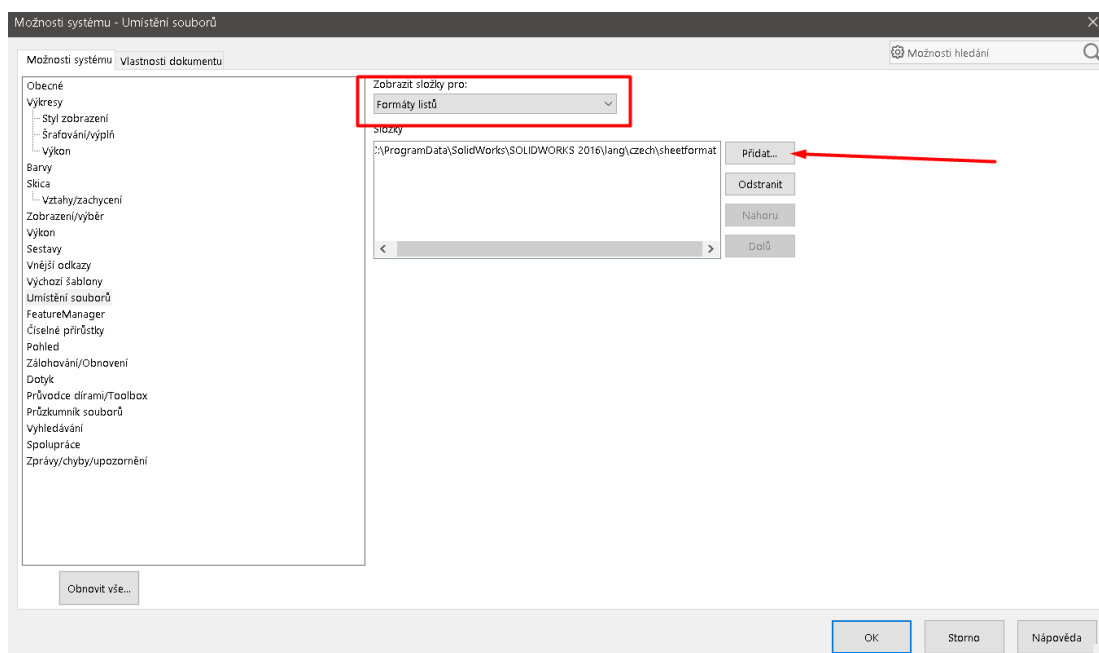 Možnosti systému - Umístění souborů
Možnosti systému
Vlastnosti dokumentu
Možnosti hledání
Obecné
Výkresy
Styl zobrazení
Šrafování/výplň
Výkon
Barvy
Skica
Vztahy/zachycení
Zobrazení/výběr
Výkon
Sestavy
Vnější odkazy
Výchozí šablony
Umístění souborů
FeatureManager
Číselné přírůstky
Pohled
Zálohování/Obnovení
Dotyk
Průvodce dírami/Toolbox
Průzkumník souborů
Vyhledávání
Spolupráce
Zprávy/chyby/upozornění
Obnovit vše...
Zobrazit složky pro:
Formáty listů
Složky
:\ProgramData\SolidWorks\SOLIDWORKS 2016\lang\czech\sheetformat
Přidat...
Odstranit
Nahoru
Dolů
OK
Storno
Nápověda